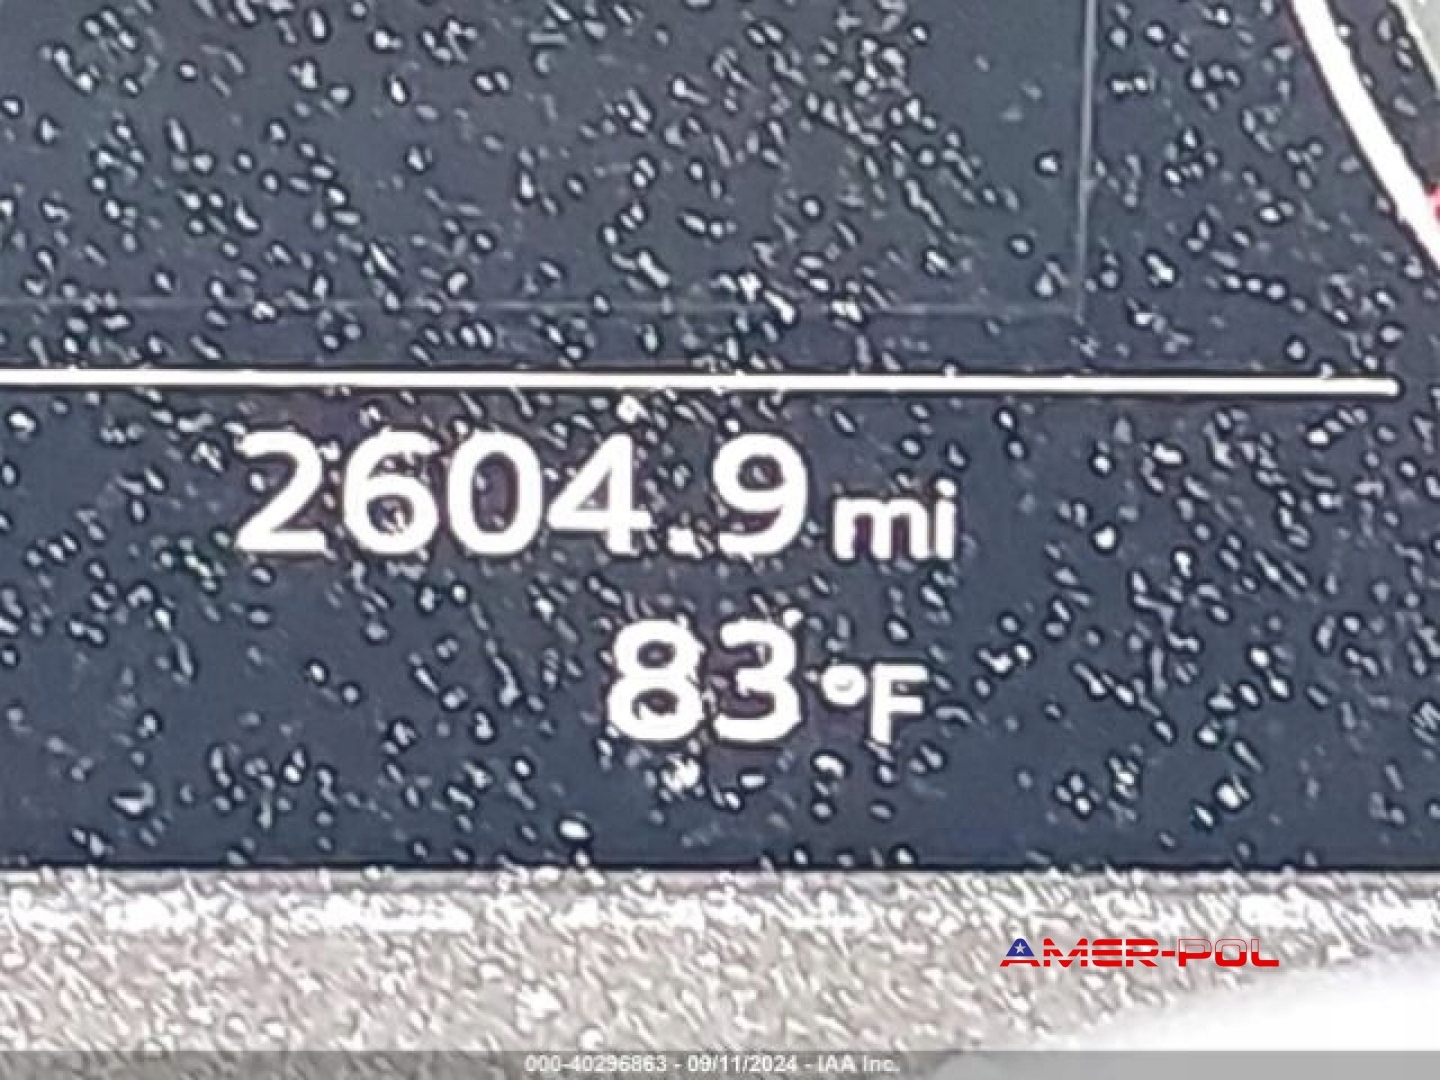 2604.9 mi
83 °F
AMER-POL
000-40296863 - 09/11/2024 - IAA Inc.